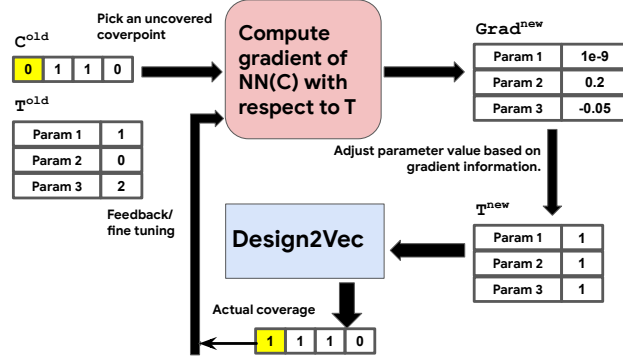 Pick an uncovered
coverpoint
C^old
0 1 1 0
T^old
Param 1 1
Param 2 0
Param 3 2
Compute
gradient of
NN(C) with
respect to T
Grad^new
Param 1 1e-9
Param 2 0.2
Param 3 -0.05
Adjust parameter value based on
gradient information.
T^new
Param 1 1
Param 2 1
Param 3 1
Feedback/
fine tuning
Design2Vec
Actual coverage
1 1 1 0